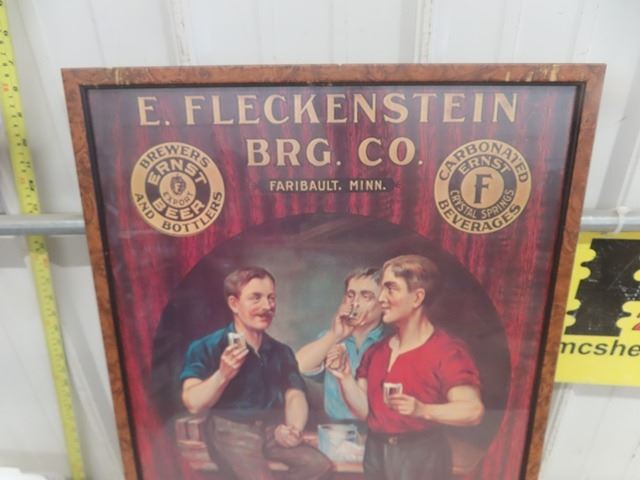 E. FLECKENSTEIN
BRG. CO.
FARIBAULT. MINN.
BREWERS
ERNST
F
EXPORT
BEER
AND BOTTLERS
CARBONATED
ERNST
F
CRYSTAL SPRINGS
BEVERAGES
mcshe